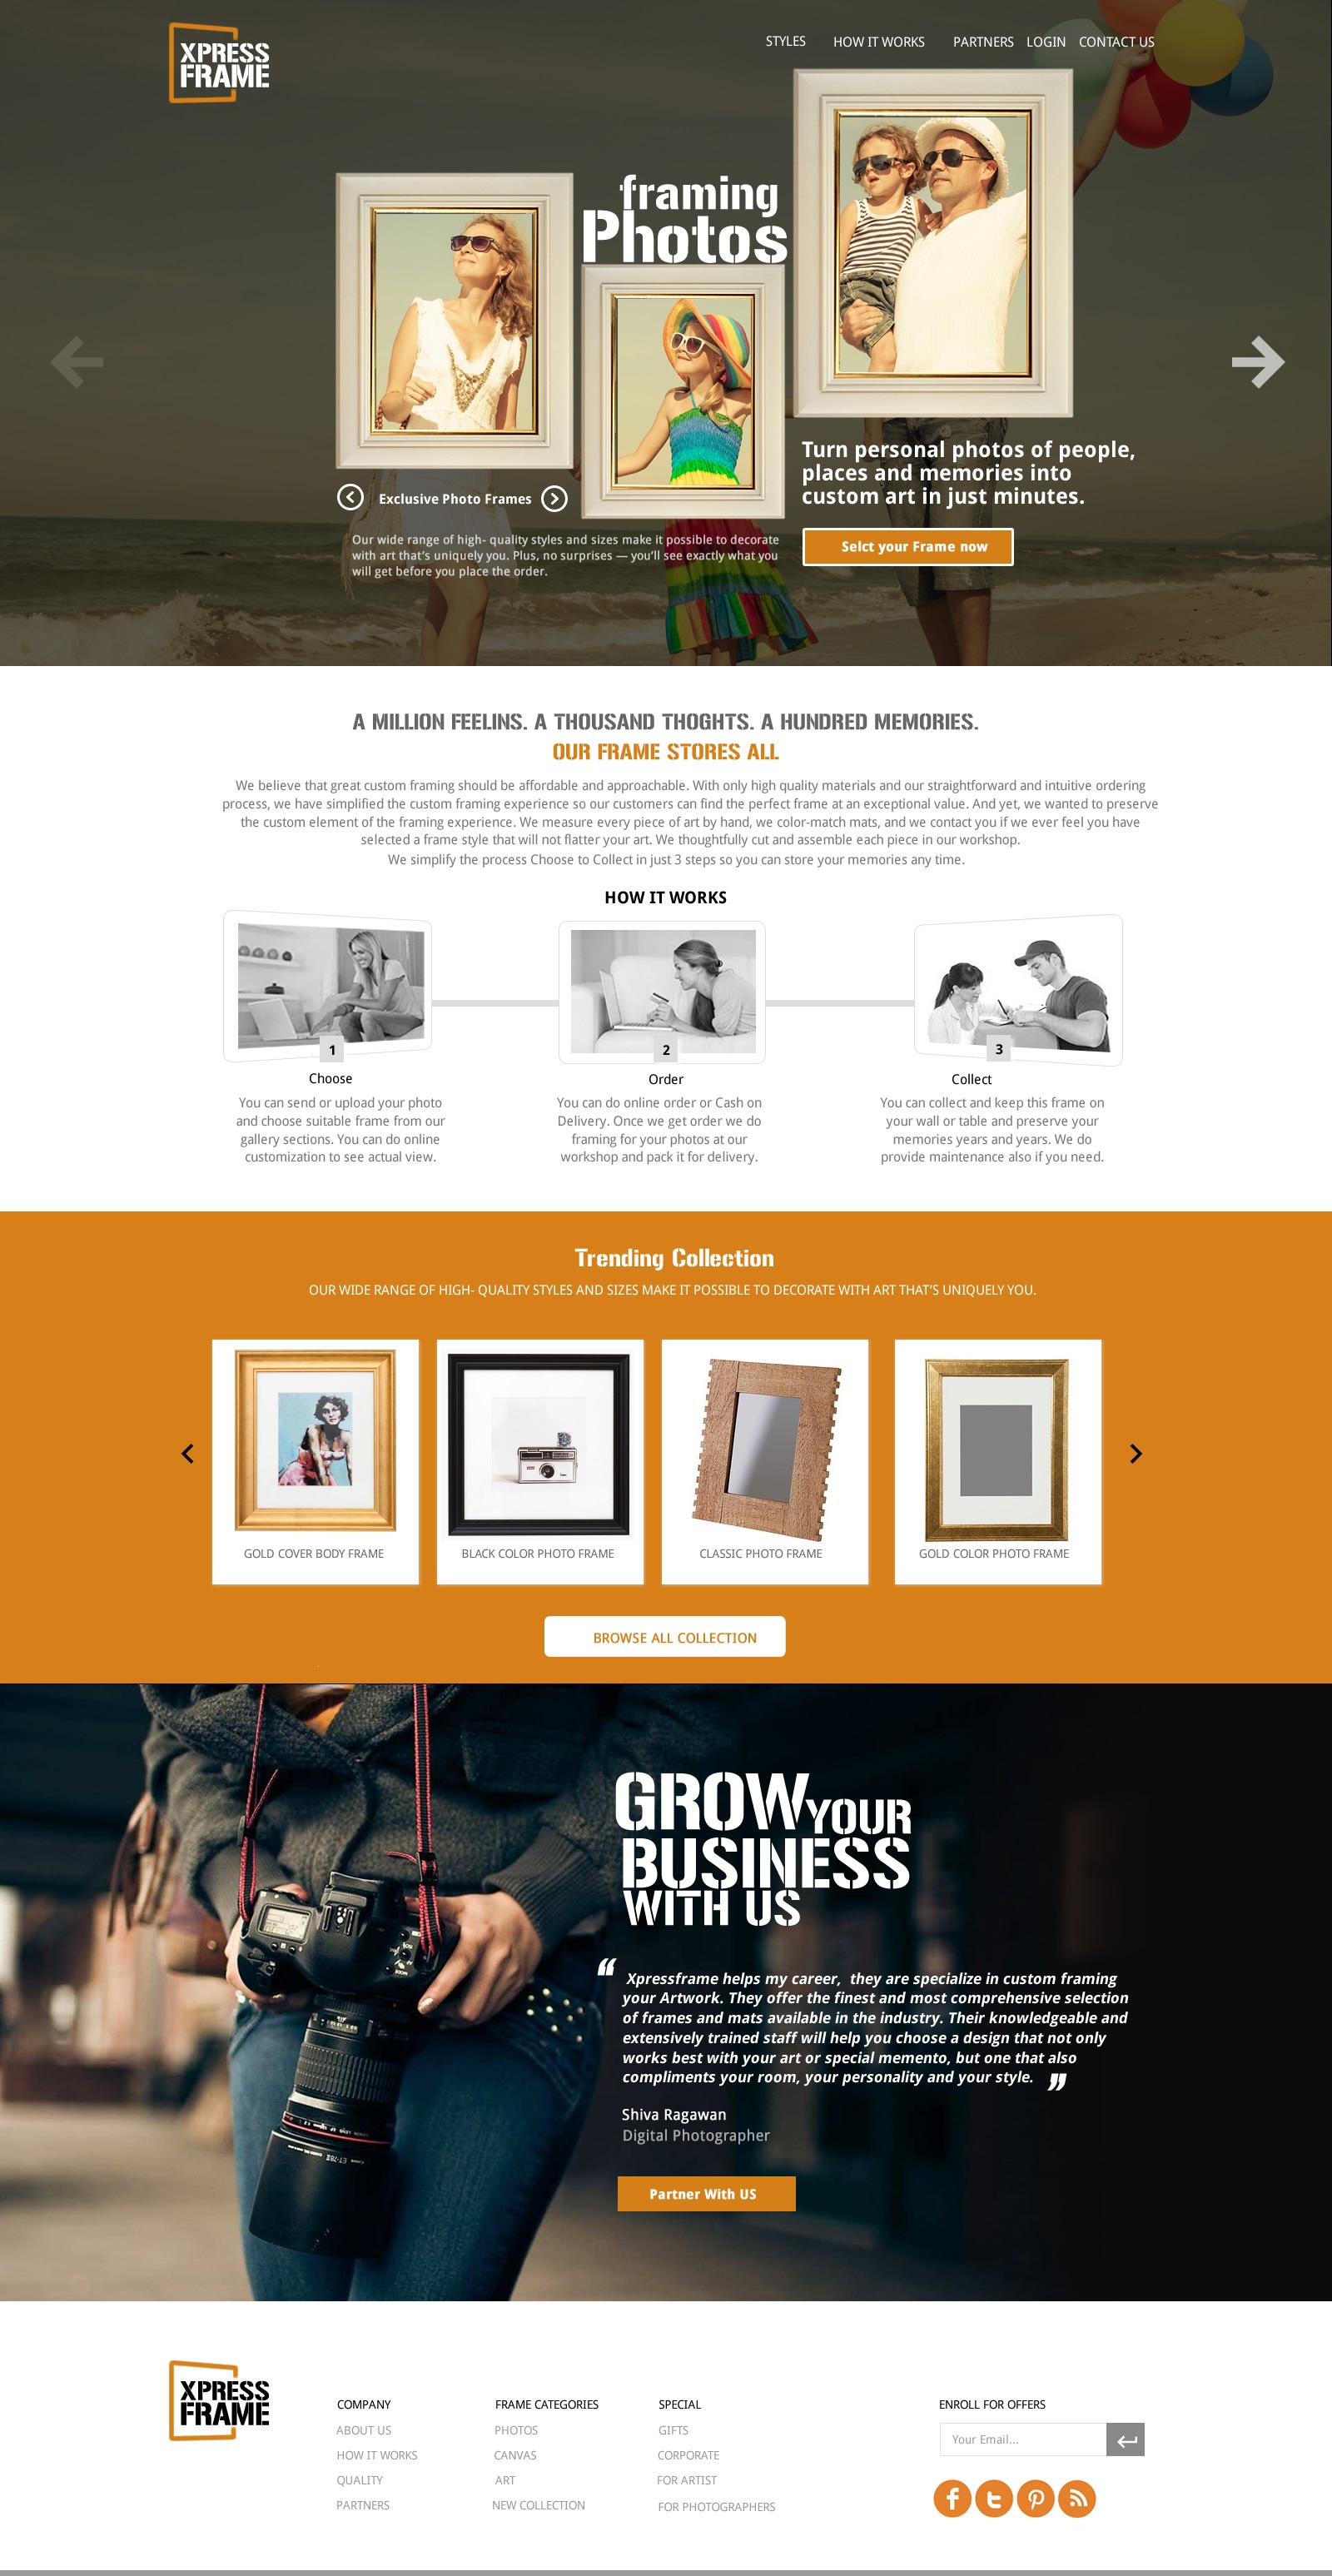 XPRESS
FRAME
STYLES HOW IT WORKS PARTNERS LOGIN CONTACT US
framing
Photos
Exclusive Photo Frames
Our wide range of high- quality styles and sizes make it possible to decorate
with art that's uniquely you. Plus, no surprises — you'll see exactly what you
will get before you place the order.
Turn personal photos of people,
places and memories into
custom art in just minutes.
Selct your Frame now
A MILLION FEELINS. A THOUSAND THOGHTS. A HUNDRED MEMORIES.
OUR FRAME STORES ALL
We believe that great custom framing should be affordable and approachable. With only high quality materials and our straightforward and intuitive ordering
process, we have simplified the custom framing experience so our customers can find the perfect frame at an exceptional value. And yet, we wanted to preserve
the custom element of the framing experience. We measure every piece of art by hand, we color-match mats, and we contact you if we ever feel you have
selected a frame style that will not flatter your art. We thoughtfully cut and assemble each piece in our workshop.
We simplify the process Choose to Collect in just 3 steps so you can store your memories any time.
HOW IT WORKS
1
Choose
You can send or upload your photo
and choose suitable frame from our
gallery sections. You can do online
customization to see actual view.
2
Order
You can do online order or Cash on
Delivery. Once we get order we do
framing for your photos at our
workshop and pack it for delivery.
3
Collect
You can collect and keep this frame on
your wall or table and preserve your
memories years and years. We do
provide maintenance also if you need.
Trending Collection
OUR WIDE RANGE OF HIGH- QUALITY STYLES AND SIZES MAKE IT POSSIBLE TO DECORATE WITH ART THAT'S UNIQUELY YOU.
GOLD COVER BODY FRAME
BLACK COLOR PHOTO FRAME
CLASSIC PHOTO FRAME
GOLD COLOR PHOTO FRAME
BROWSE ALL COLLECTION
GROW YOUR
BUSINESS
WITH US
“ Xpressframe helps my career,  they are specialize in custom framing
your Artwork. They offer the finest and most comprehensive selection
of frames and mats available in the industry. Their knowledgeable and
extensively trained staff will help you choose a design that not only
works best with your art or special memento, but one that also
compliments your room, your personality and your style. ”
Shiva Ragawan
Digital Photographer
Partner With US
XPRESS
FRAME
COMPANY
ABOUT US
HOW IT WORKS
QUALITY
PARTNERS
FRAME CATEGORIES
PHOTOS
CANVAS
ART
NEW COLLECTION
SPECIAL
GIFTS
CORPORATE
FOR ARTIST
FOR PHOTOGRAPHERS
ENROLL FOR OFFERS
Your Email...